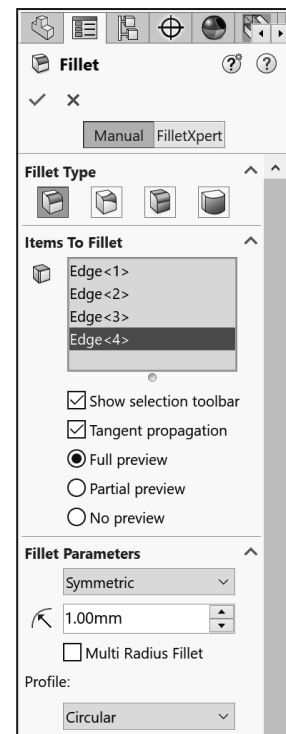 Fillet
Manual FilletXpert
Fillet Type
Items To Fillet
Edge<1>
Edge<2>
Edge<3>
Edge<4>
Show selection toolbar
Tangent propagation
Full preview
Partial preview
No preview
Fillet Parameters
Symmetric
1.00mm
Multi Radius Fillet
Profile:
Circular